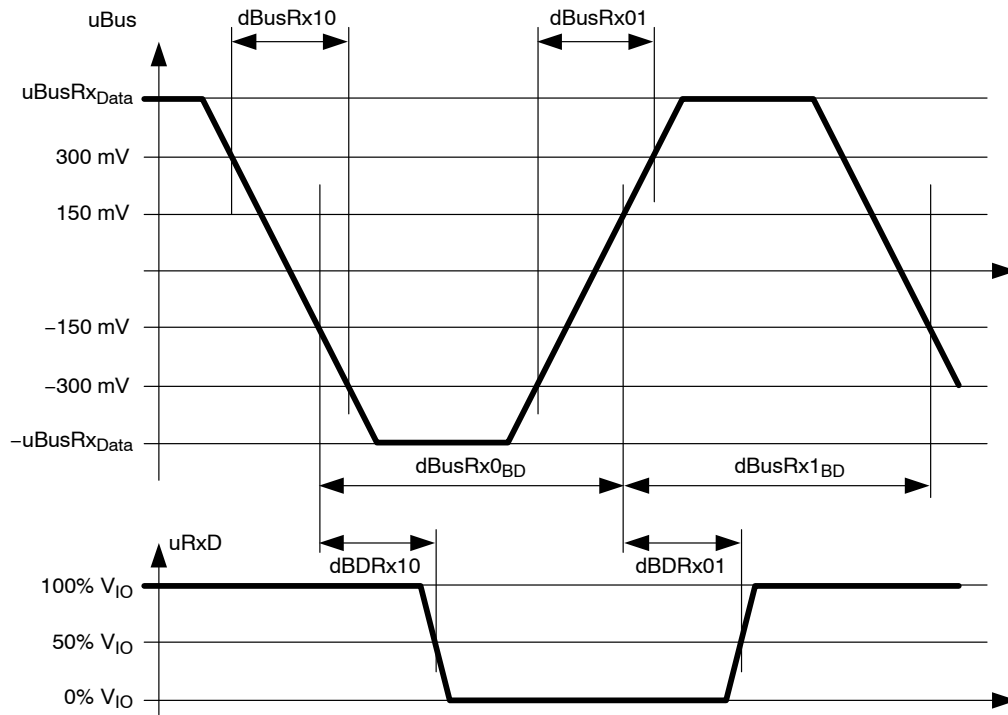 uBus
dBusRx10
dBusRx01
uBusRxData
300 mV
150 mV
−150 mV
−300 mV
−uBusRxData
dBusRx0BD
dBusRx1BD
uRxD
dBDRx10
dBDRx01
100% VIO
50% VIO
0% VIO